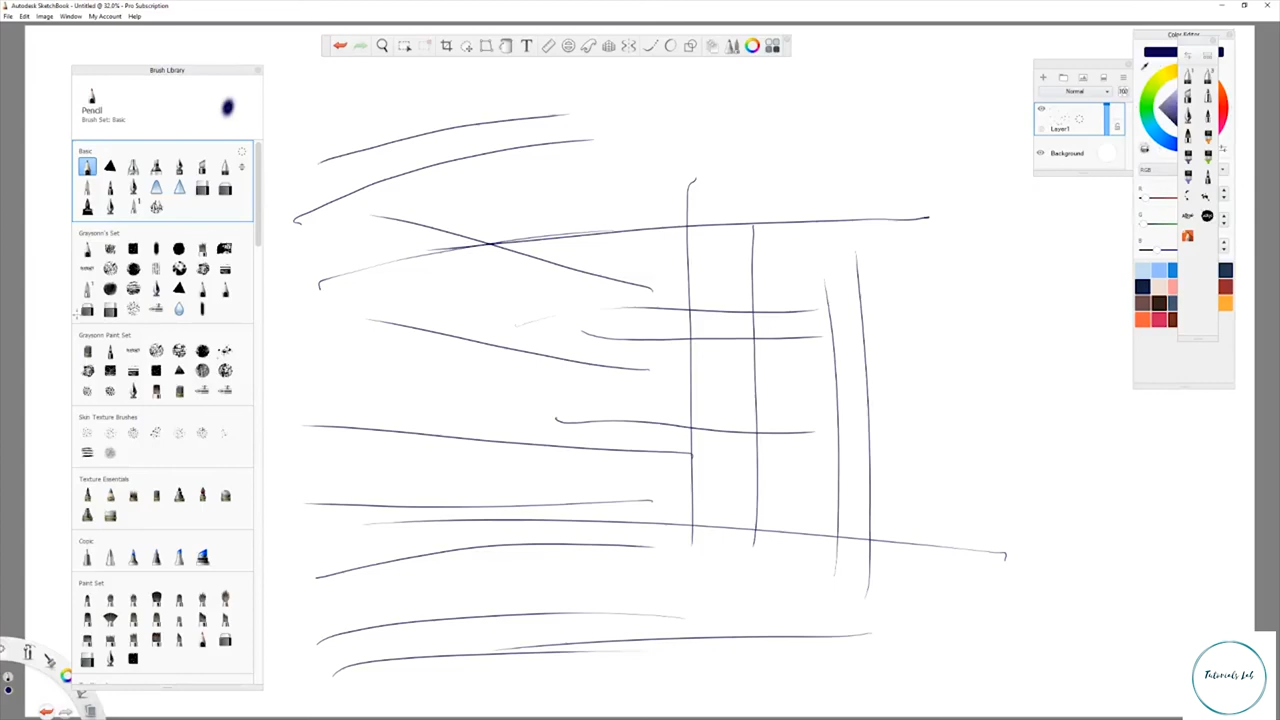 Autodesk SketchBook - Untitled @ 32.0% - Pro Subscription
File Edit Image Window My Account Help
Brush Library
Pencil
Brush Set: Basic
Basic
Grayson's Set
Grayson Paint Set
Skin Texture Brushes
Texture Essentials
Copic
Paint Set
Normal
100
Layer1
Background
Color Editor
RGB
R
G
B
Tutorials Lab